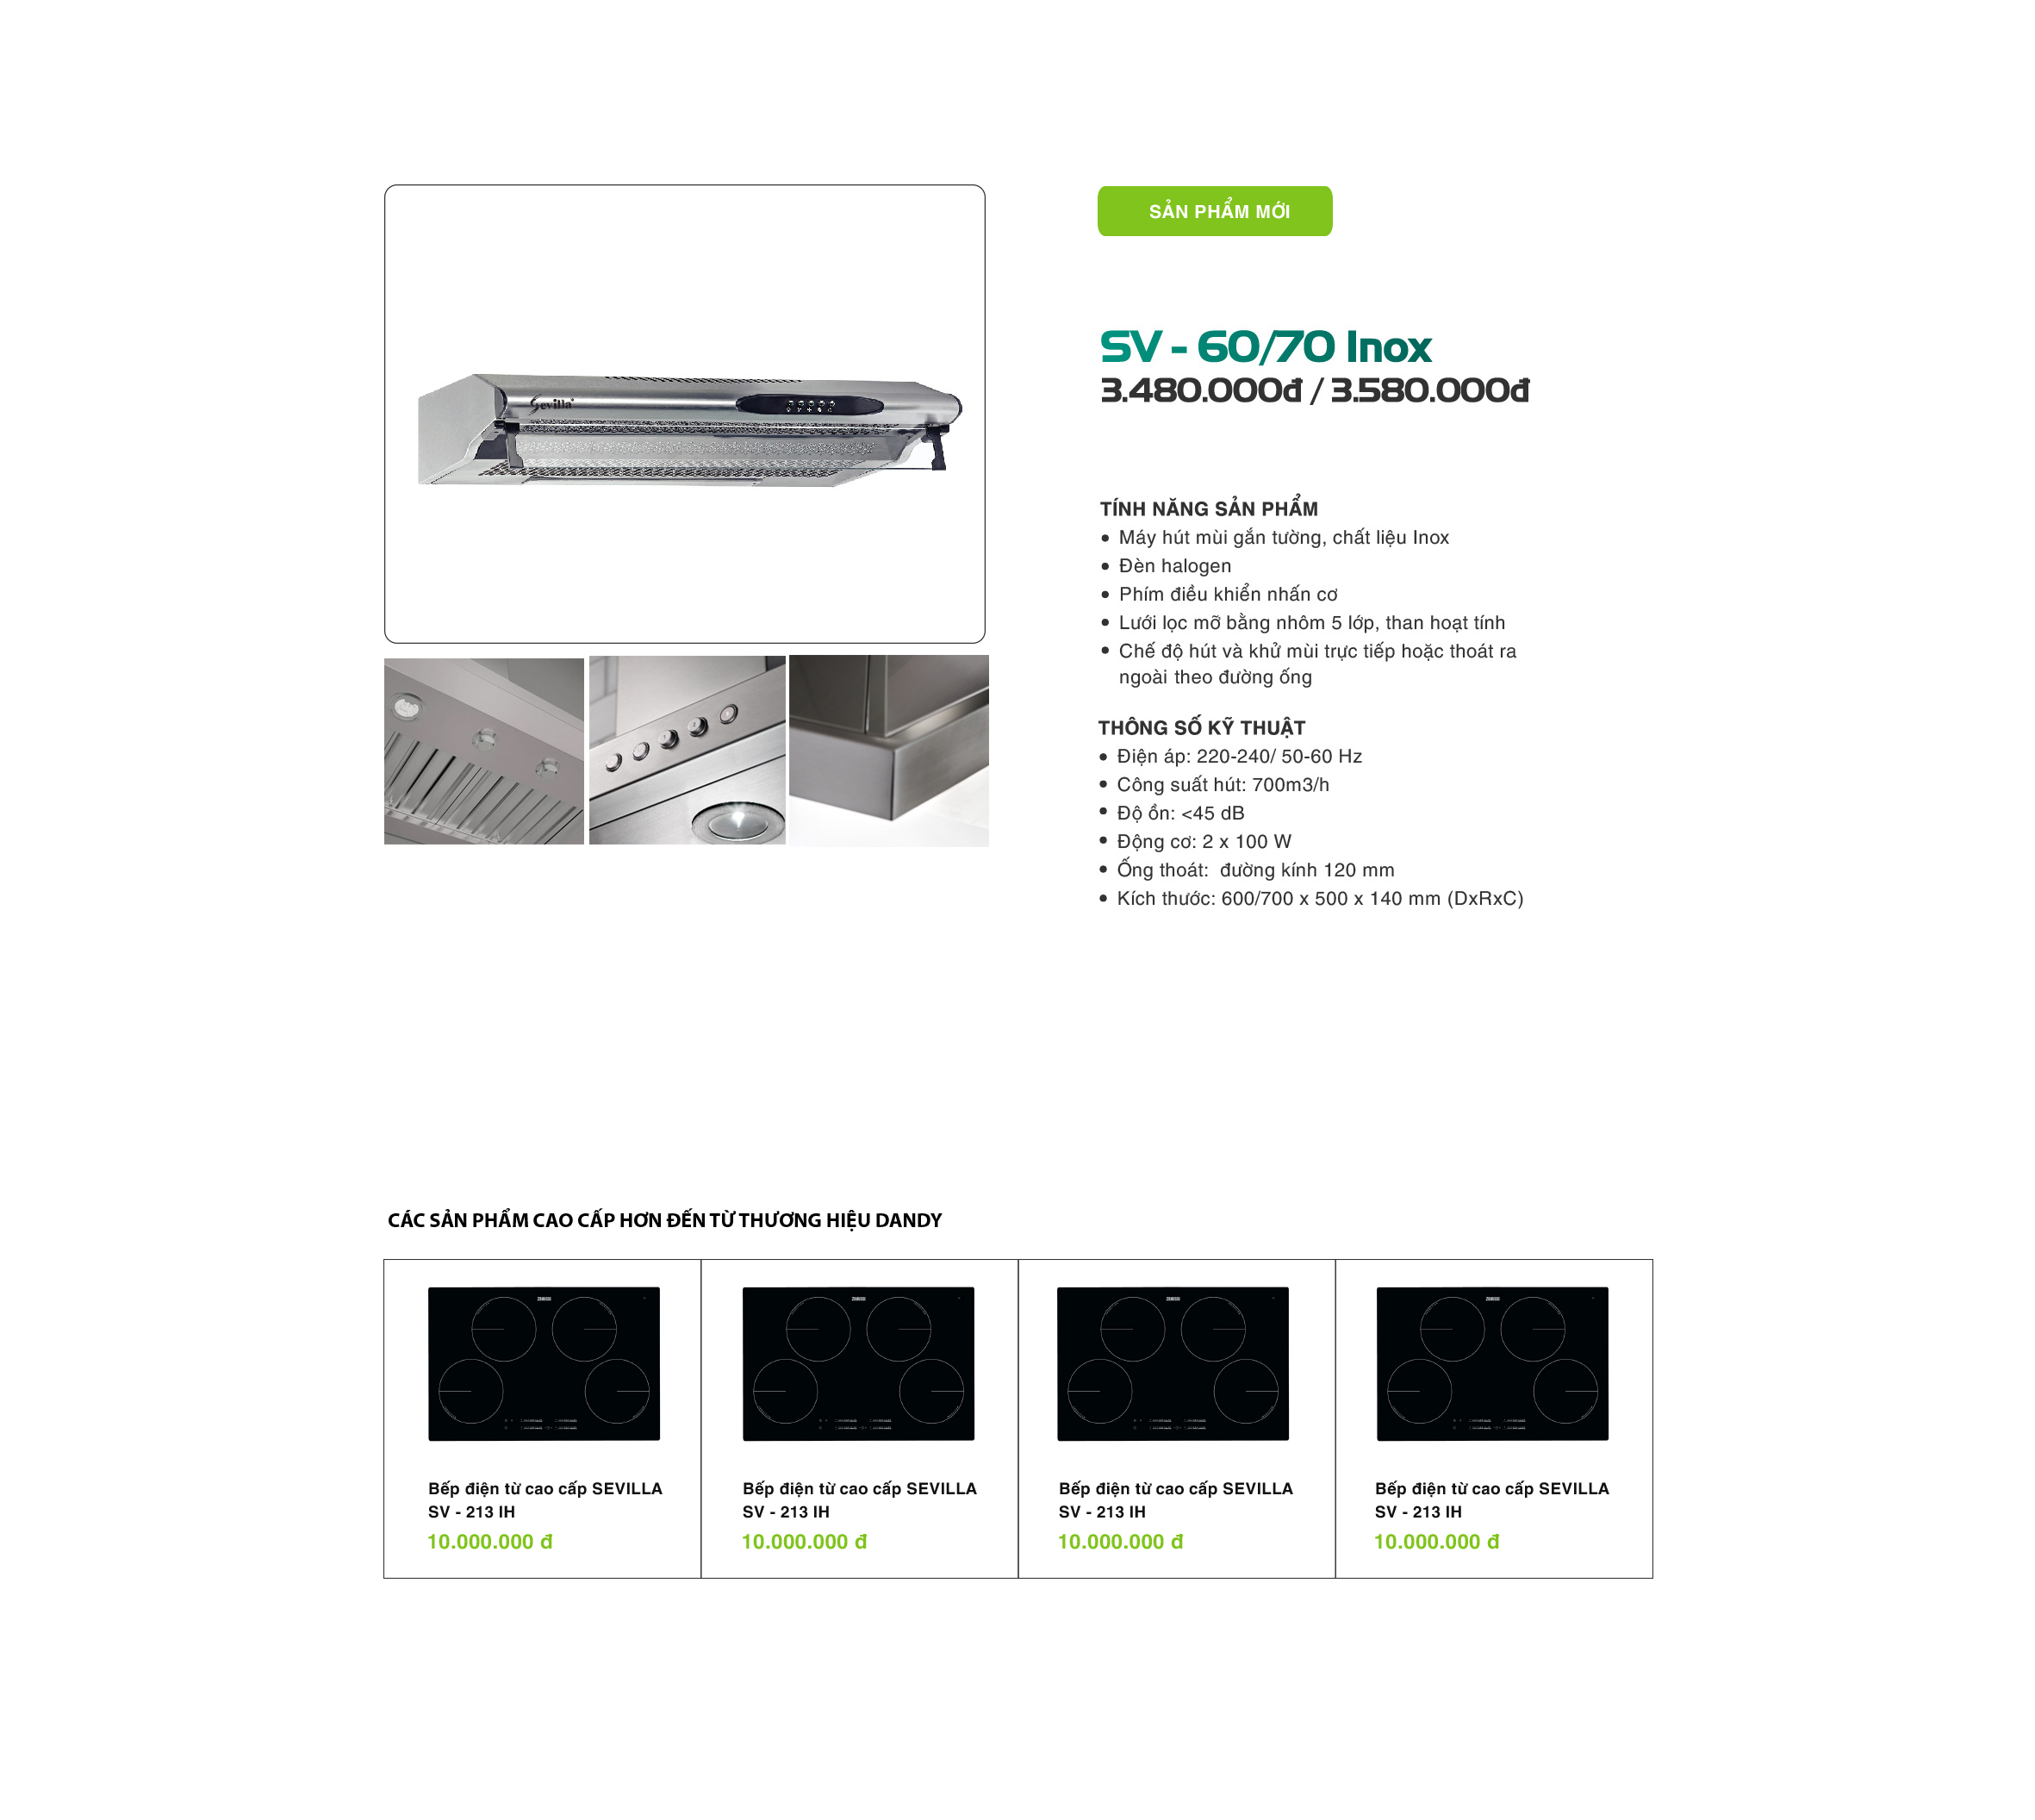 Sevilla
SẢN PHẨM MỚI
SV - 60/70 Inox
3.480.000đ / 3.580.000đ
TÍNH NĂNG SẢN PHẨM
● Máy hút mùi gắn tường, chất liệu Inox
● Đèn halogen
● Phím điều khiển nhấn cơ
● Lưới lọc mỡ bằng nhôm 5 lớp, than hoạt tính
● Chế độ hút và khử mùi trực tiếp hoặc thoát ra
ngoài theo đường ống
THÔNG SỐ KỸ THUẬT
● Điện áp: 220-240/ 50-60 Hz
● Công suất hút: 700m3/h
● Độ ồn: <45 dB
● Động cơ: 2 x 100 W
● Ống thoát:  đường kính 120 mm
● Kích thước: 600/700 x 500 x 140 mm (DxRxC)
CÁC SẢN PHẨM CAO CẤP HƠN ĐẾN TỪ THƯƠNG HIỆU DANDY
Bếp điện từ cao cấp SEVILLA
SV - 213 IH
10.000.000 đ
Bếp điện từ cao cấp SEVILLA
SV - 213 IH
10.000.000 đ
Bếp điện từ cao cấp SEVILLA
SV - 213 IH
10.000.000 đ
Bếp điện từ cao cấp SEVILLA
SV - 213 IH
10.000.000 đ